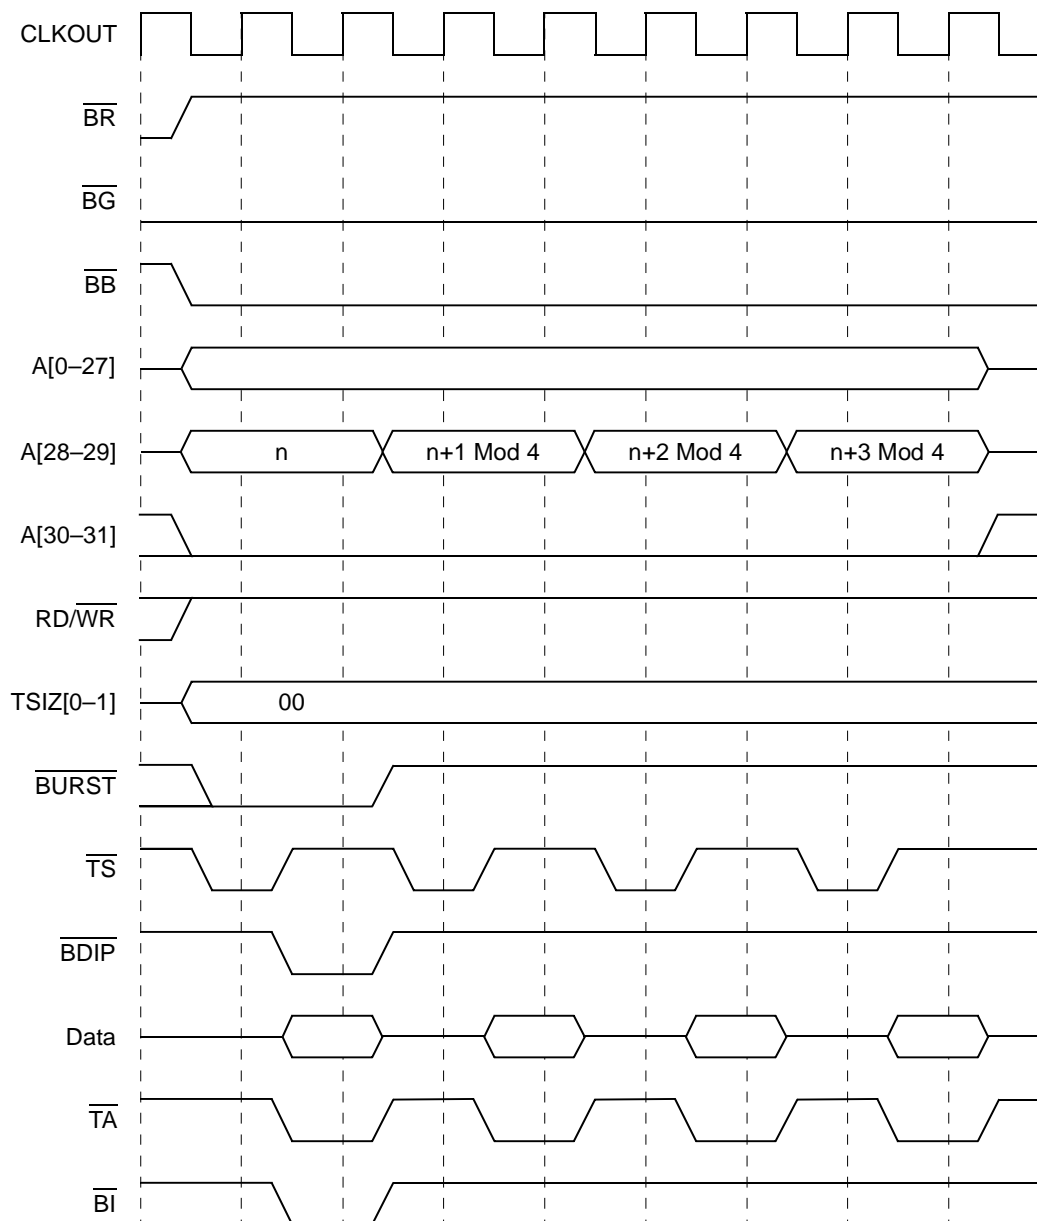 CLKOUT
BR
BG
BB
A[0–27]
A[28–29] n n+1 Mod 4 n+2 Mod 4 n+3 Mod 4
A[30–31]
RD/WR
TSIZ[0–1] 00
BURST
TS
BDIP
Data
TA
BI